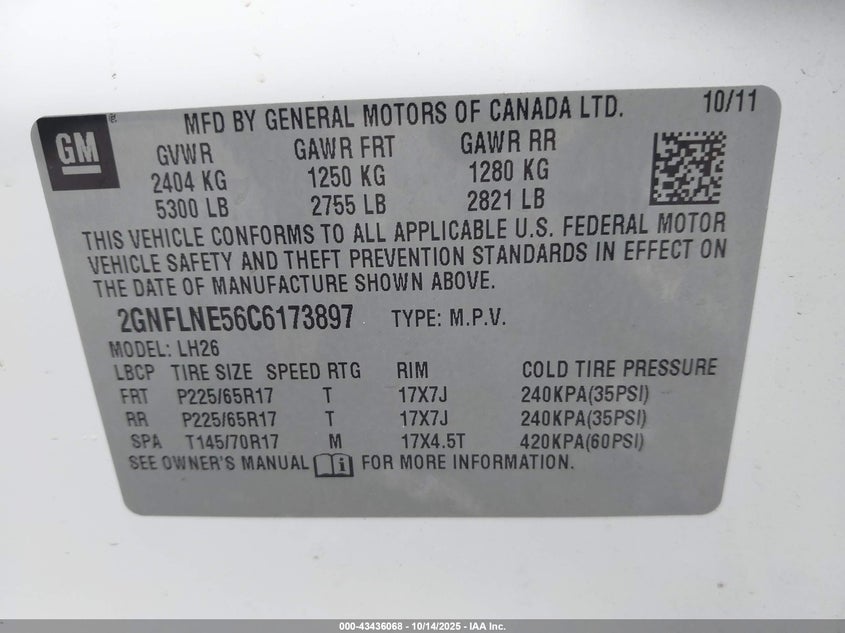 GM
MFD BY GENERAL MOTORS OF CANADA LTD. 10/11
GVWR GAWR FRT GAWR RR
2404 KG 1250 KG 1280 KG
5300 LB 2755 LB 2821 LB
THIS VEHICLE CONFORMS TO ALL APPLICABLE U.S. FEDERAL MOTOR
VEHICLE SAFETY AND THEFT PREVENTION STANDARDS IN EFFECT ON
THE DATE OF MANUFACTURE SHOWN ABOVE.
2GNFLNE56C6173897 TYPE: M.P.V.
MODEL: LH26
LBCP TIRE SIZE SPEED RTG RIM COLD TIRE PRESSURE
FRT P225/65R17 T 17X7J 240KPA(35PSI)
RR P225/65R17 T 17X7J 240KPA(35PSI)
SPA T145/70R17 M 17X4.5T 420KPA(60PSI)
SEE OWNER'S MANUAL FOR MORE INFORMATION.
000-43436068 - 10/14/2025 - IAA Inc.